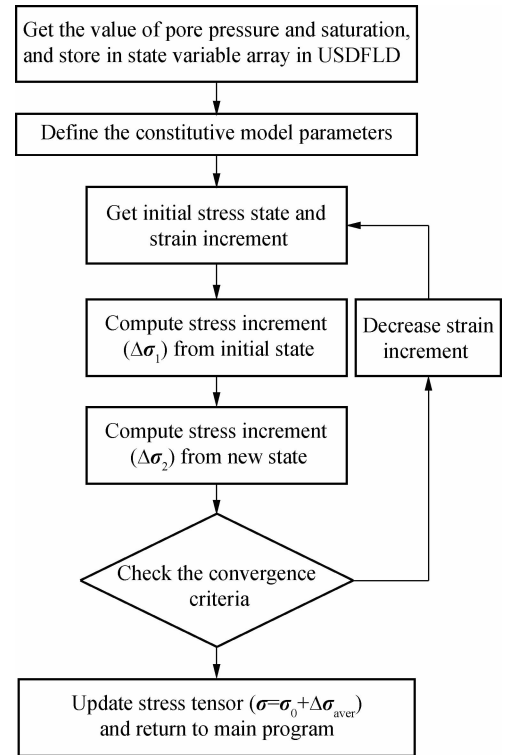 Get the value of pore pressure and saturation,
and store in state variable array in USDFLD
Define the constitutive model parameters
Get initial stress state and
strain increment
Compute stress increment
(Δσ₁) from initial state
Decrease strain
increment
Compute stress increment
(Δσ₂) from new state
Check the convergence
criteria
Update stress tensor (σ=σ₀+Δσ_aver)
and return to main program